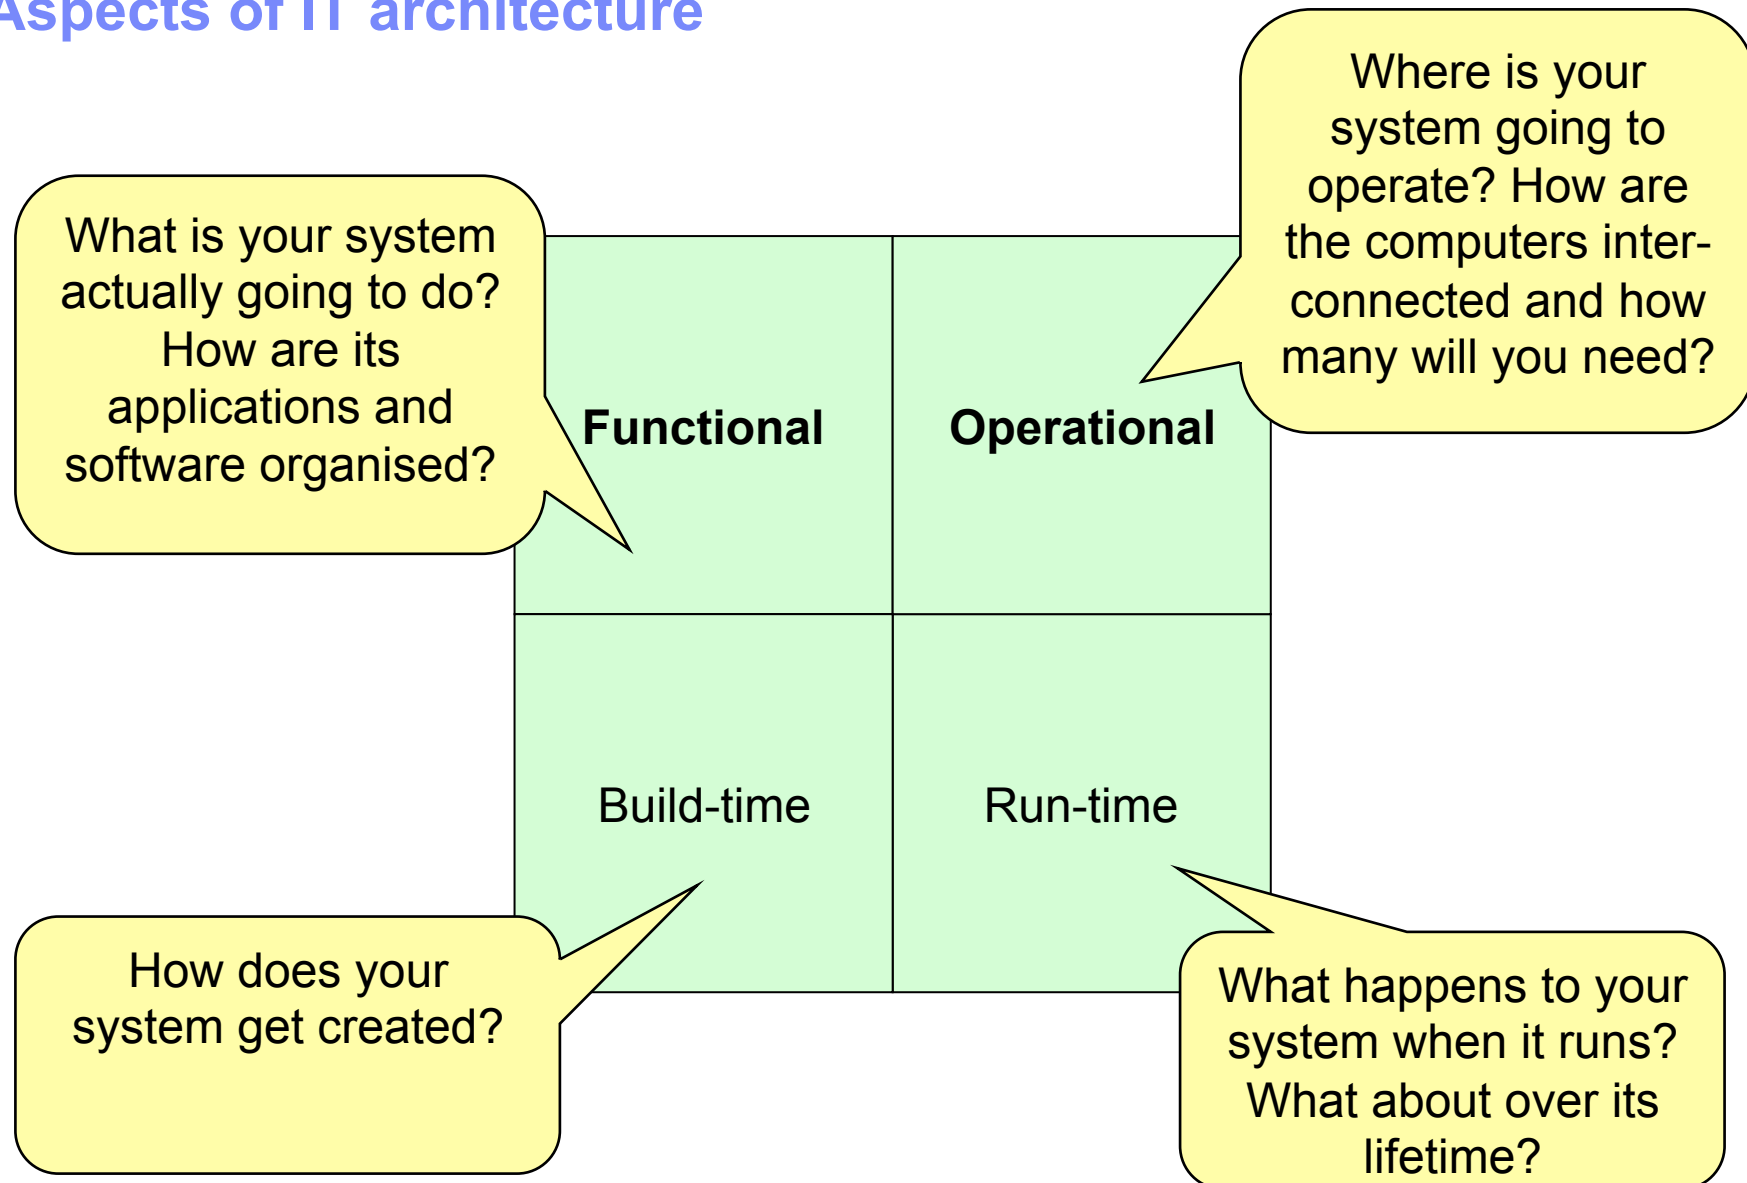 Aspects of IT architecture
Where is your
system going to
operate? How are
the computers inter-
connected and how
many will you need?
What is your system
actually going to do?
How are its
applications and
software organised?
Functional
Operational
Build-time
Run-time
How does your
system get created?
What happens to your
system when it runs?
What about over its
lifetime?